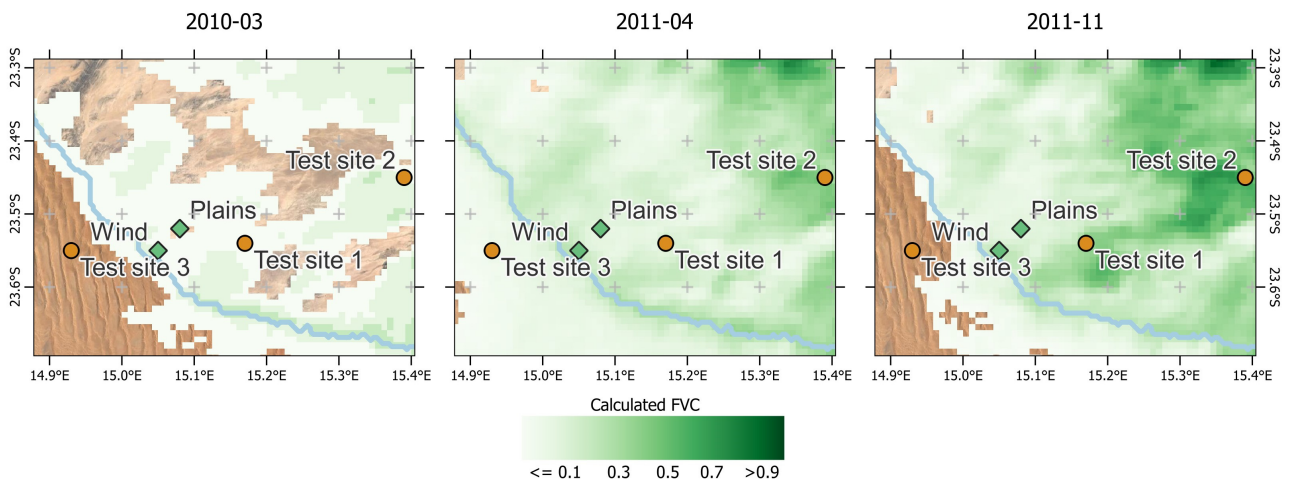 2010-03
2011-04
2011-11
23.3°S
23.4°S
23.5°S
23.6°S
Test site 2
Plains
Wind
Test site 3
Test site 1
14.9°E 15.0°E 15.1°E 15.2°E 15.3°E 15.4°E
Test site 2
Plains
Wind
Test site 3
Test site 1
14.9°E 15.0°E 15.1°E 15.2°E 15.3°E 15.4°E
Test site 2
Plains
Wind
Test site 3
Test site 1
14.9°E 15.0°E 15.1°E 15.2°E 15.3°E 15.4°E
23.3°S
23.4°S
23.5°S
23.6°S
Calculated FVC
<= 0.1 0.3 0.5 0.7 >0.9